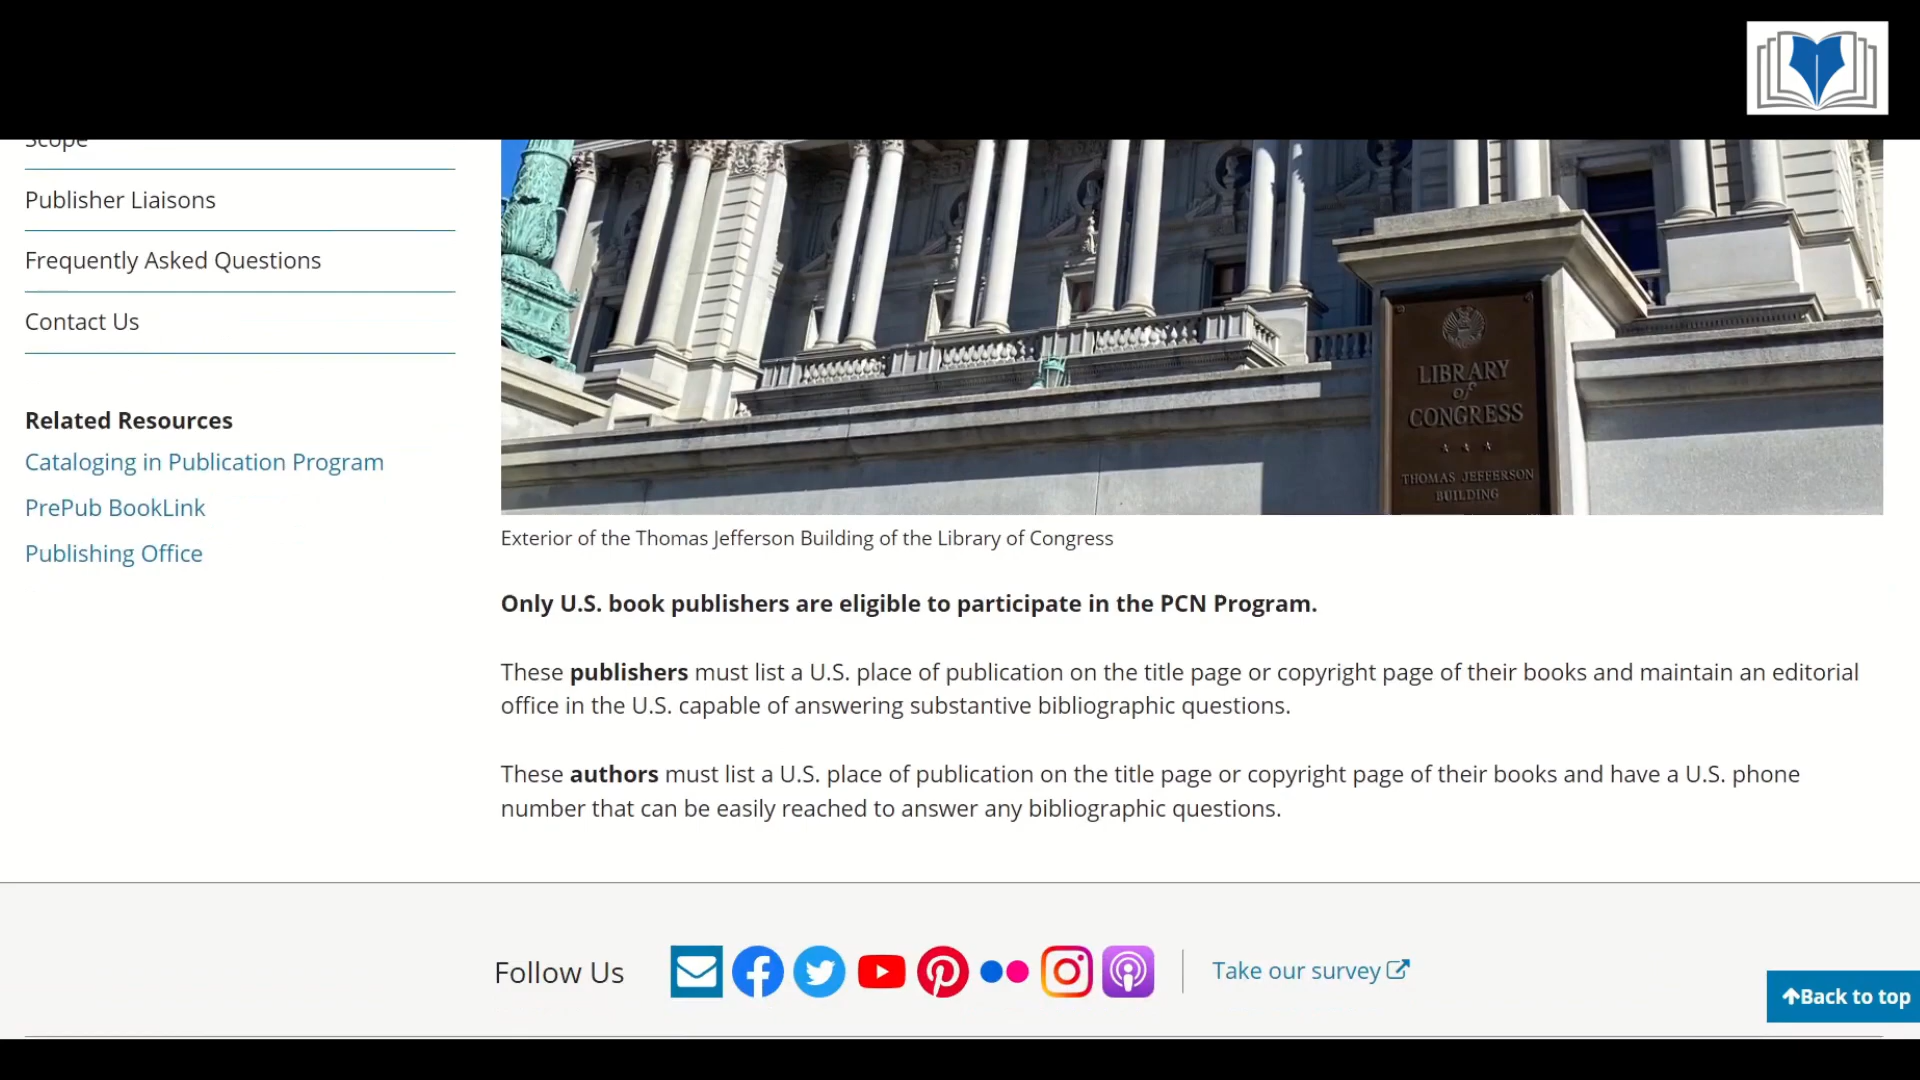 Scope
Publisher Liaisons
Frequently Asked Questions
Contact Us
Related Resources
Cataloging in Publication Program
PrePub BookLink
Publishing Office
LIBRARY
of
CONGRESS
THOMAS JEFFERSON
BUILDING
Exterior of the Thomas Jefferson Building of the Library of Congress
Only U.S. book publishers are eligible to participate in the PCN Program.
These publishers must list a U.S. place of publication on the title page or copyright page of their books and maintain an editorial
office in the U.S. capable of answering substantive bibliographic questions.
These authors must list a U.S. place of publication on the title page or copyright page of their books and have a U.S. phone
number that can be easily reached to answer any bibliographic questions.
Follow Us
Take our survey
Back to top